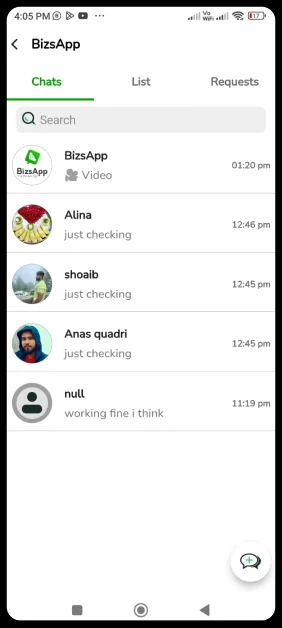 4:05 PM
Vo
WiFi
17
BizsApp
Chats
List
Requests
Search
BizsApp
BizsApp
Video
01:20 pm
Alina
just checking
12:46 pm
shoaib
just checking
12:45 pm
Anas quadri
just checking
12:45 pm
null
working fine i think
11:19 pm